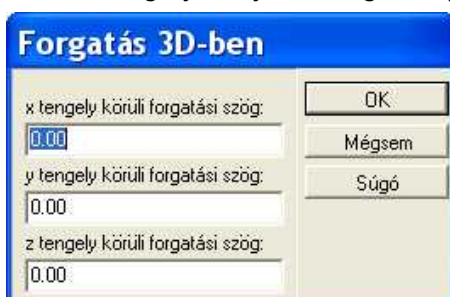 Forgatás 3D-ben
x tengely körüli forgatási szög:
0.00
y tengely körüli forgatási szög:
0.00
z tengely körüli forgatási szög:
0.00
OK
Mégsem
Súgó